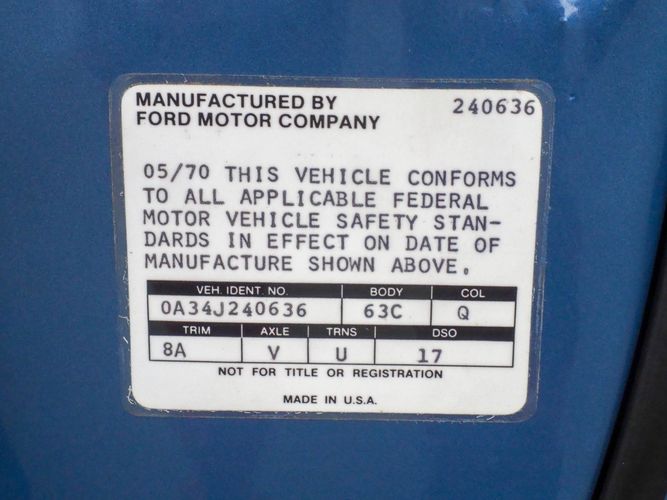 MANUFACTURED BY 240636
FORD MOTOR COMPANY
05/70 THIS VEHICLE CONFORMS
TO ALL APPLICABLE FEDERAL
MOTOR VEHICLE SAFETY STAN-
DARDS IN EFFECT ON DATE OF
MANUFACTURE SHOWN ABOVE.
VEH. IDENT. NO. BODY COL
0A34J240636 63C Q
TRIM AXLE TRNS DSO
8A V U 17
NOT FOR TITLE OR REGISTRATION
MADE IN U.S.A.